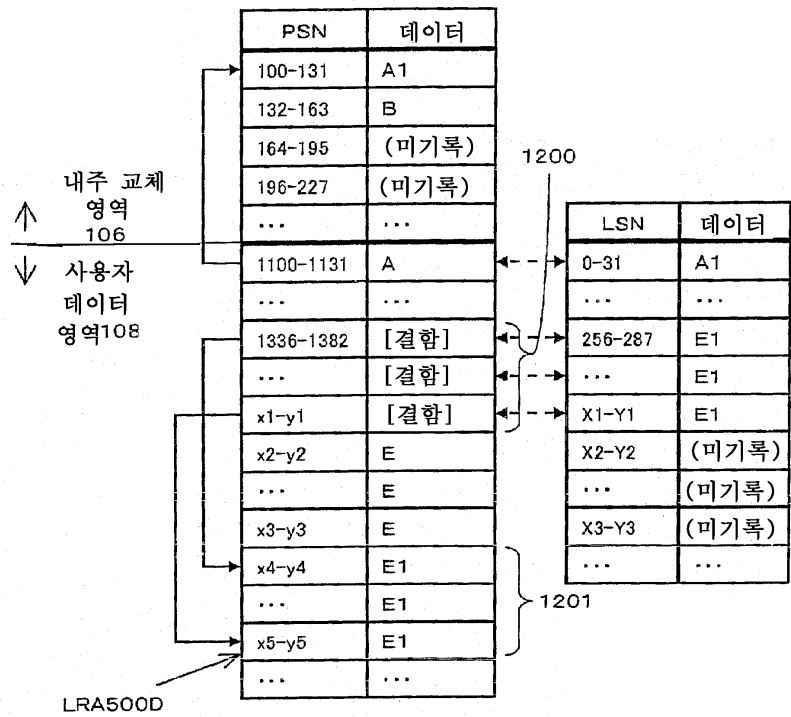 PSN 데이터
100-131 A1
132-163 B
164-195 (미기록)
196-227 (미기록)
... ...
1100-1131 A
... ...
1336-1382 [결함]
... [결함]
x1-y1 [결함]
x2-y2 E
... E
x3-y3 E
x4-y4 E1
... E1
x5-y5 E1
... ...
내주 교체
영역
106
사용자
데이터
영역108
LRA500D
1200
1201
LSN 데이터
0-31 A1
... ...
256-287 E1
... E1
X1-Y1 E1
X2-Y2 (미기록)
... (미기록)
X3-Y3 (미기록)
... ...